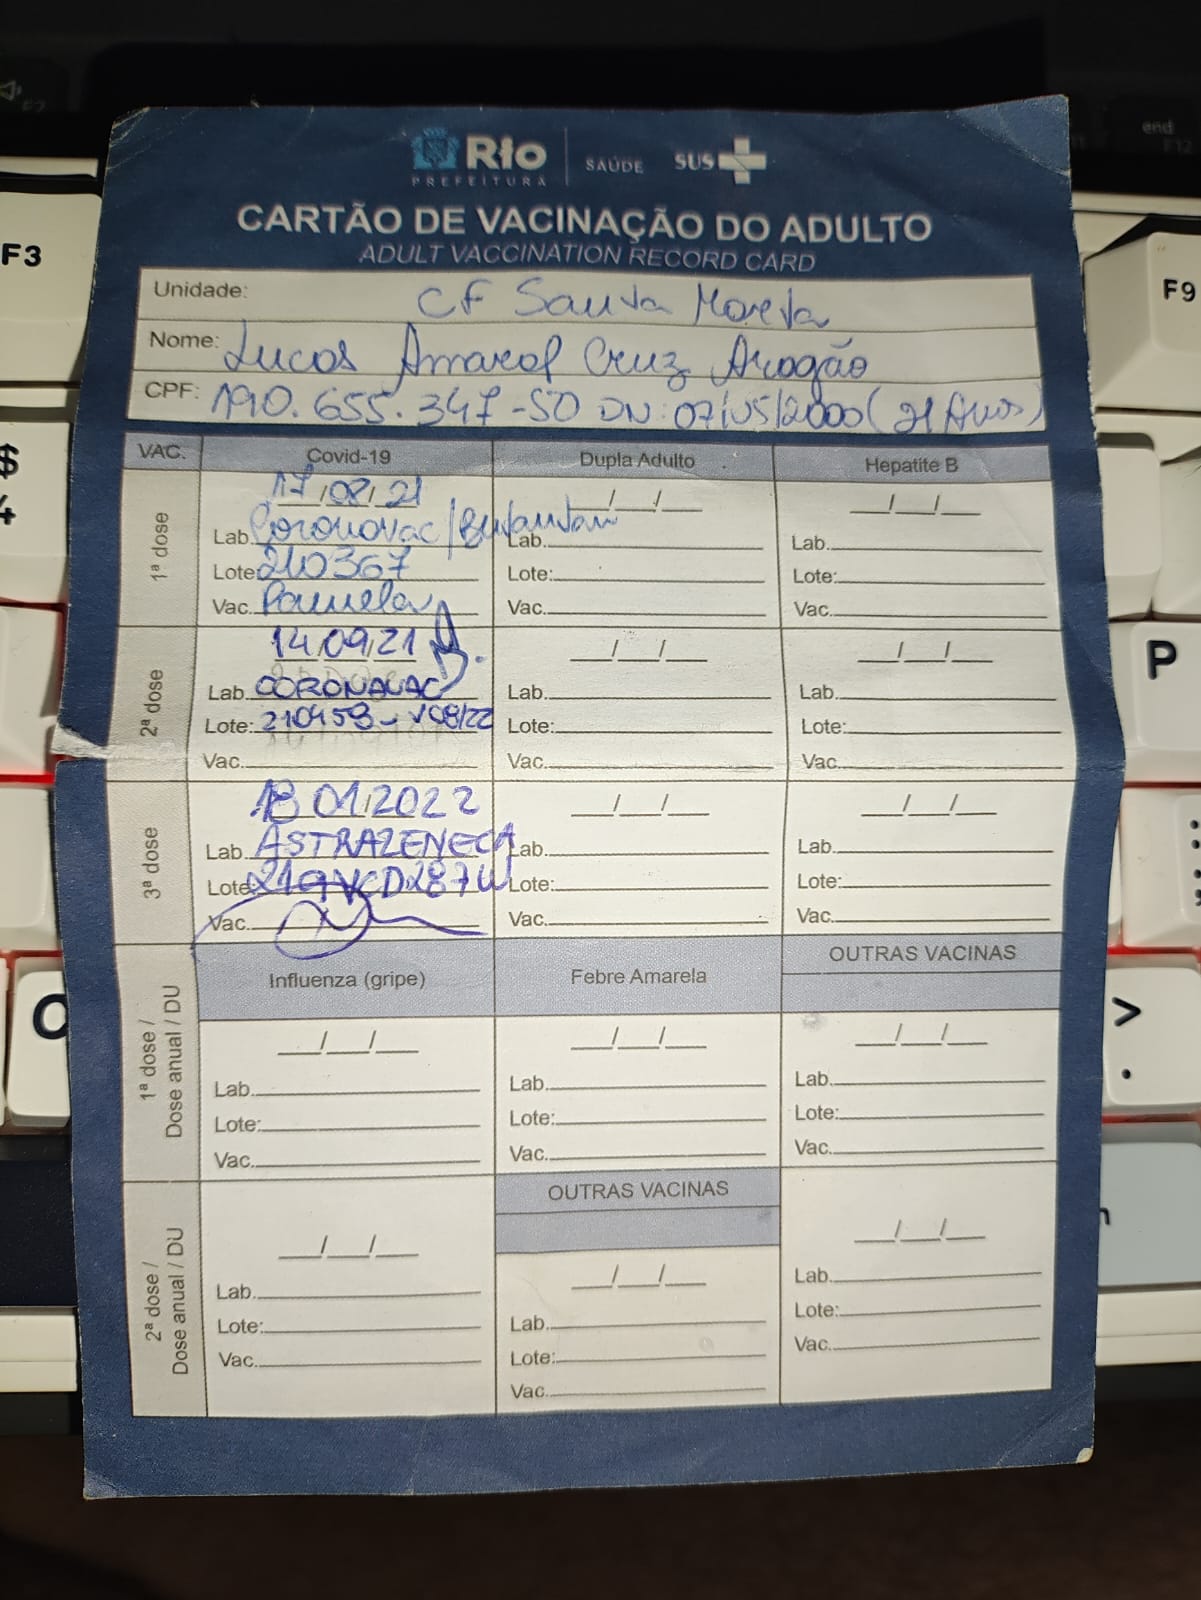 Rio
PREFEITURA
SAÚDE
SUS
CARTÃO DE VACINAÇÃO DO ADULTO
ADULT VACCINATION RECORD CARD
Unidade: CF Santa Moreta
Nome: Lucas Amaral Cruz Aragão
CPF: 190.655.347-50 DN: 07/05/2000 (21 Anos)
VAC. Covid-19 Dupla Adulto Hepatite B
1ª dose
17/08/21 __/__/__ __/__/__
Lab. Coronovac/Butantan Lab. Lab.
Lote: 210367 Lote: Lote:
Vac. Pamela Vac. Vac.
2ª dose
14/09/21 __/__/__ __/__/__
Lab. CORONAVAC Lab. Lab.
Lote: 210459 - V08/22 Lote: Lote:
Vac. Vac. Vac.
3ª dose
18 01/2022 __/__/__ __/__/__
Lab. ASTRAZENECA Lab. Lab.
Lote: 219VCD287W Lote: Lote:
Vac. Vac. Vac.
Influenza (gripe) Febre Amarela OUTRAS VACINAS
1ª dose /
Dose anual / DU
__/__/__ __/__/__ __/__/__
Lab. Lab. Lab.
Lote: Lote: Lote:
Vac. Vac. Vac.
OUTRAS VACINAS
2ª dose /
Dose anual / DU
__/__/__ __/__/__ __/__/__
Lab. Lab. Lab.
Lote: Lote: Lote:
Vac. Vac. Vac.
F3
F9
$
4
P
:
;
O
>
.
end
F12
F2